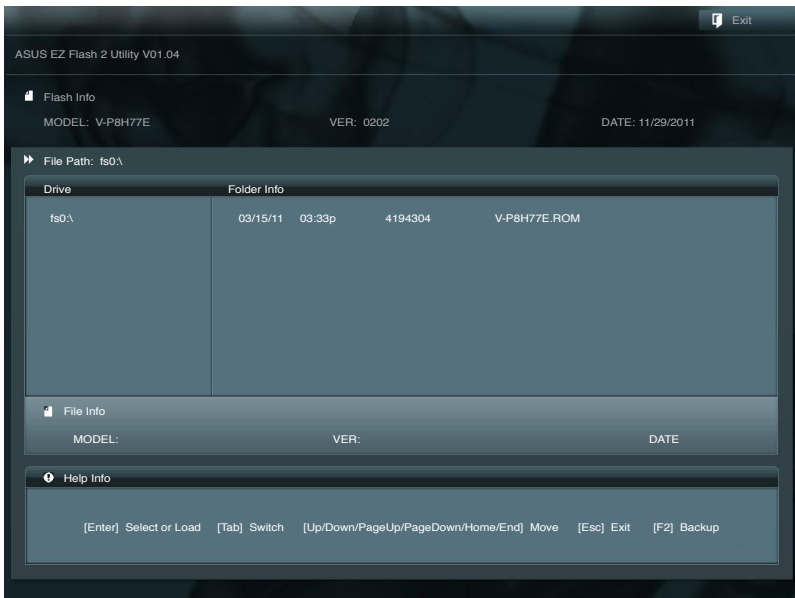 Exit
ASUS EZ Flash 2 Utility V01.04
Flash Info
MODEL: V-P8H77E VER: 0202 DATE: 11/29/2011
File Path: fs0:\
Drive Folder Info
fs0:\ 03/15/11 03:33p 4194304 V-P8H77E.ROM
File Info
MODEL: VER: DATE
Help Info
[Enter] Select or Load [Tab] Switch [Up/Down/PageUp/PageDown/Home/End] Move [Esc] Exit [F2] Backup